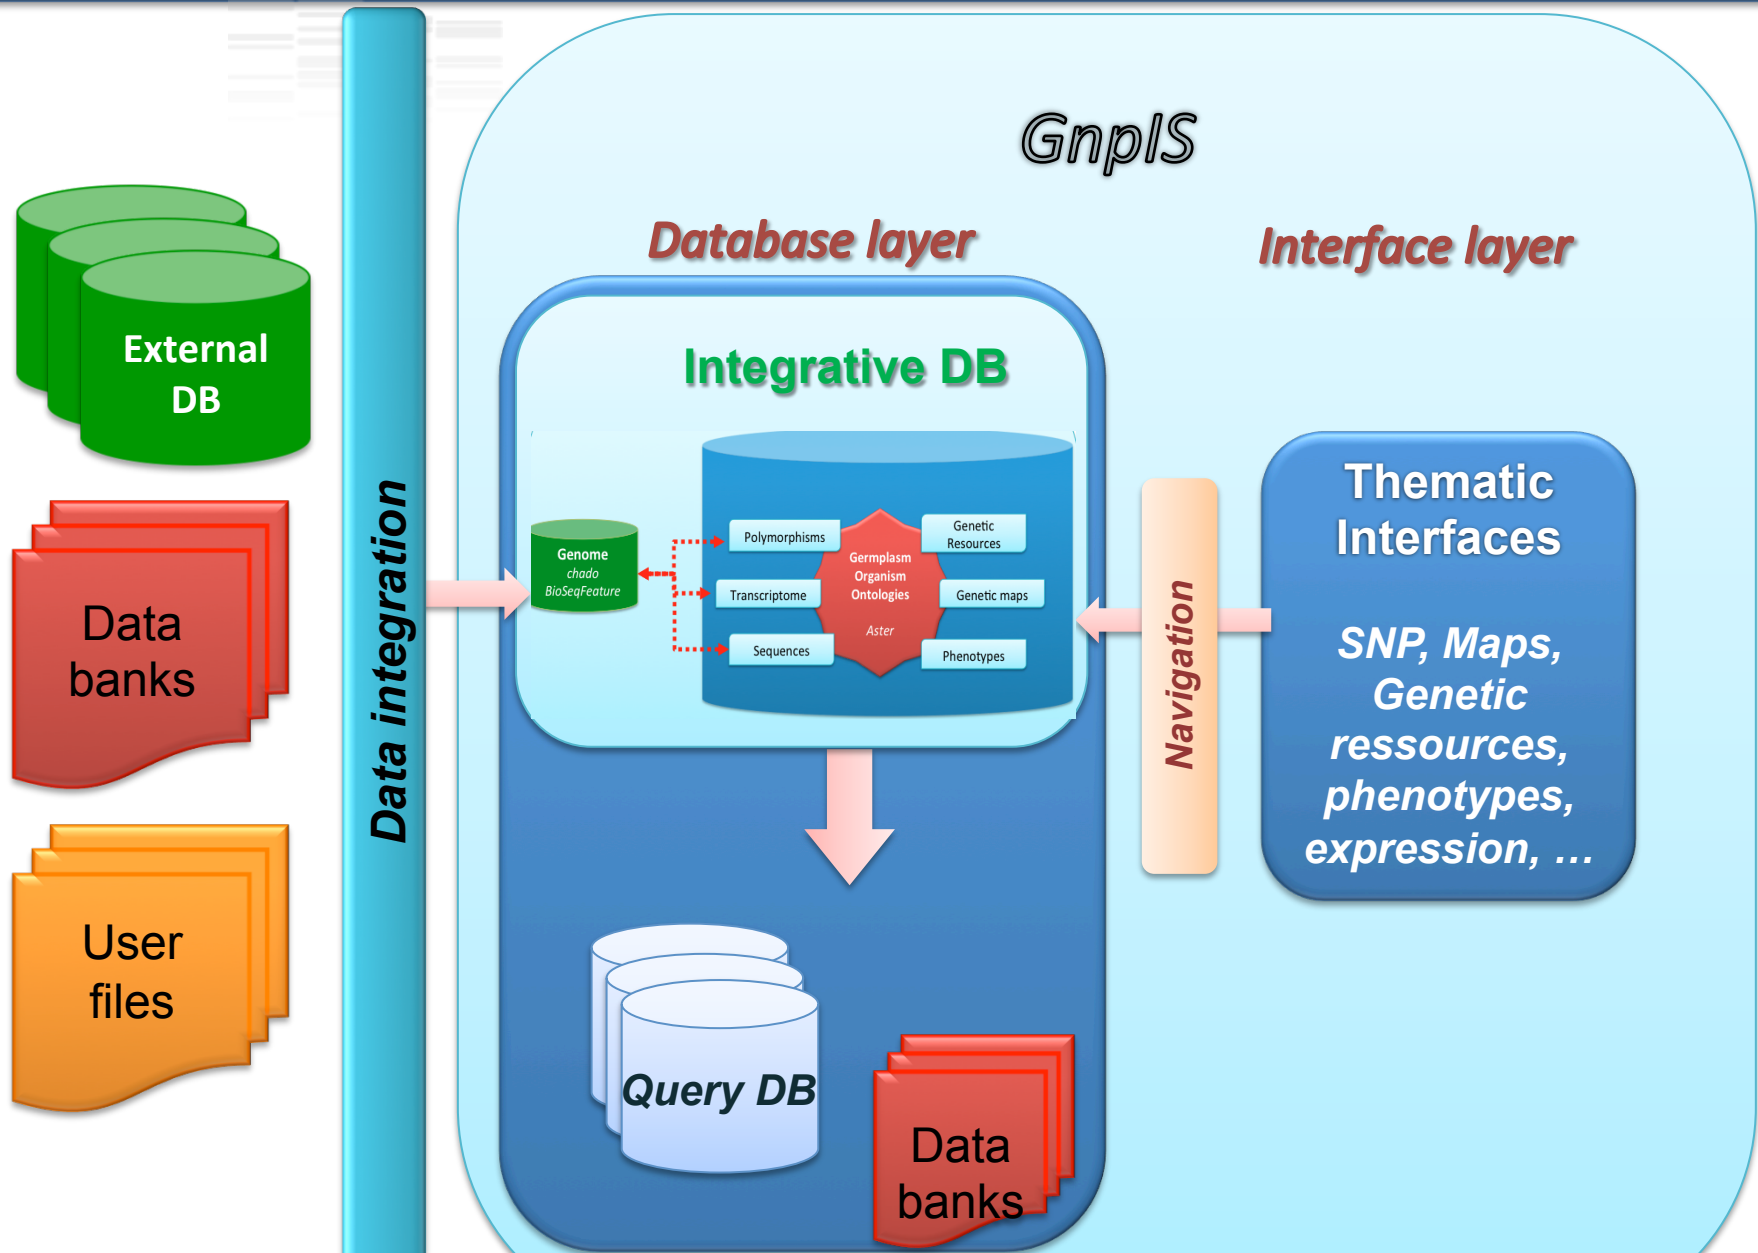 GnpIS
Database layer
Interface layer
External
DB
Data
banks
User
files
Data integration
Integrative DB
Genome
chado
BioSeqFeature
Polymorphisms
Transcriptome
Sequences
Germplasm
Organism
Ontologies
Aster
Genetic
Resources
Genetic maps
Phenotypes
Query DB
Data
banks
Navigation
Thematic
Interfaces
SNP, Maps,
Genetic
ressources,
phenotypes,
expression, …